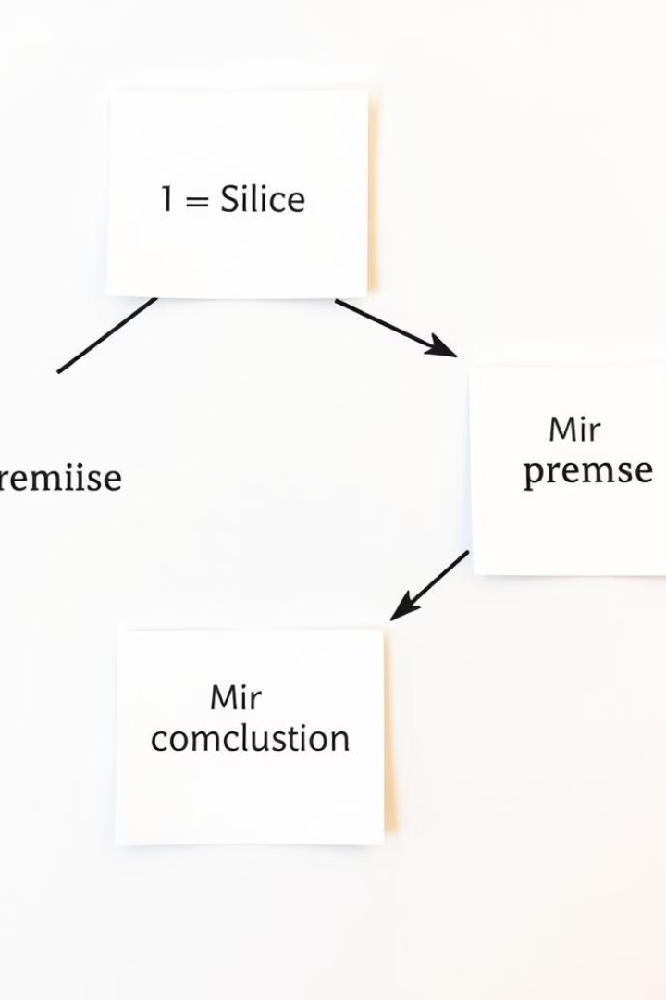 1 = Silice
Mir
premse
remiise
Mir
comclustion